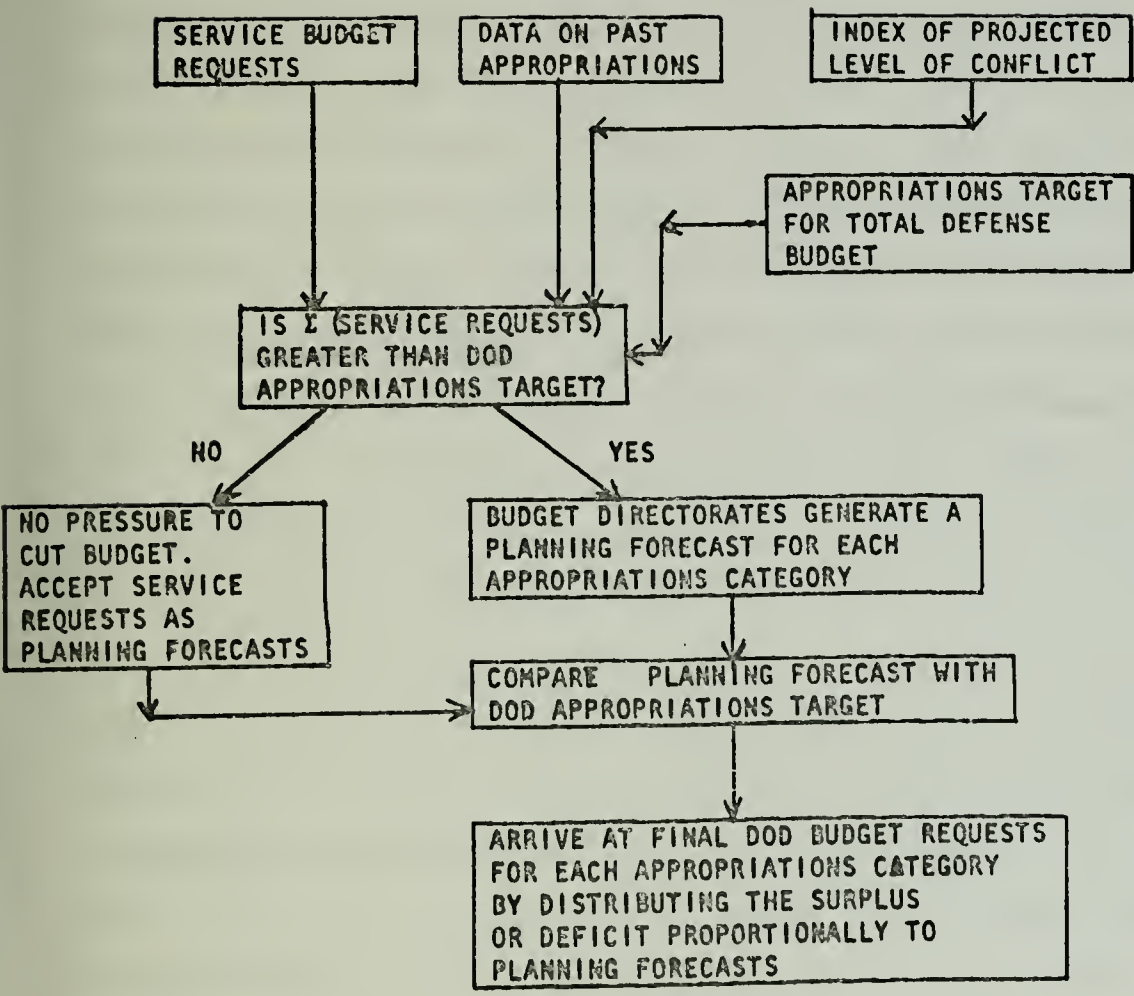 SERVICE BUDGET
REQUESTS
DATA ON PAST
APPROPRIATIONS
INDEX OF PROJECTED
LEVEL OF CONFLICT
APPROPRIATIONS TARGET
FOR TOTAL DEFENSE
BUDGET
IS Σ (SERVICE REQUESTS)
GREATER THAN DOD
APPROPRIATIONS TARGET?
NO
YES
NO PRESSURE TO
CUT BUDGET.
ACCEPT SERVICE
REQUESTS AS
PLANNING FORECASTS
BUDGET DIRECTORATES GENERATE A
PLANNING FORECAST FOR EACH
APPROPRIATIONS CATEGORY
COMPARE PLANNING FORECAST WITH
DOD APPROPRIATIONS TARGET
ARRIVE AT FINAL DOD BUDGET REQUESTS
FOR EACH APPROPRIATIONS CATEGORY
BY DISTRIBUTING THE SURPLUS
OR DEFICIT PROPORTIONALLY TO
PLANNING FORECASTS